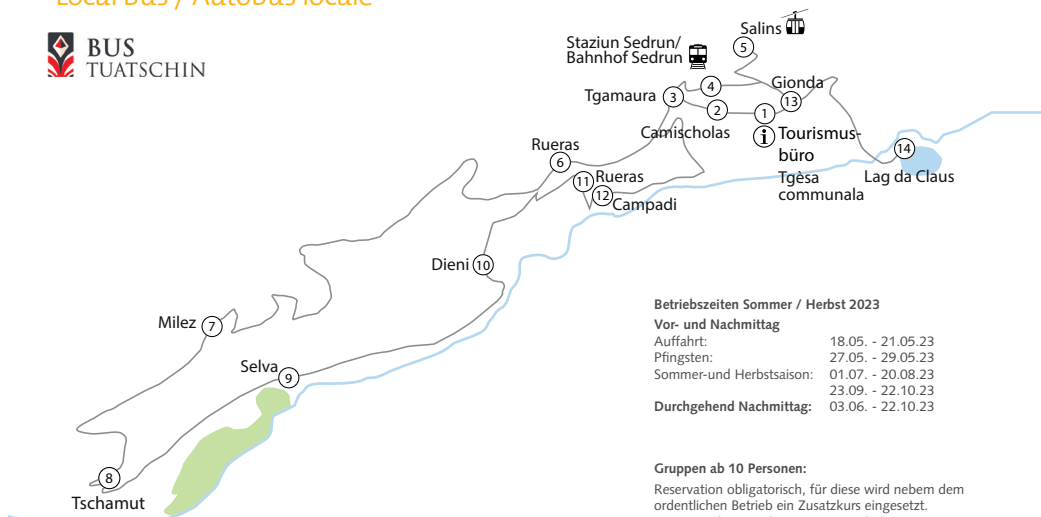 Local Bus / Autobus locale
BUS
TUATSCHIN
Salins
5
Staziun Sedrun/
Bahnhof Sedrun
4
Gionda
13
Tgamaura 3
2
1
Camischolas
i Tourismus-
büro
Tgèsa
communala
14
Lag da Claus
Rueras
6
11 Rueras
12 Campadi
Dieni 10
Milez 7
Selva
9
8
Tschamut
Betriebszeiten Sommer / Herbst 2023
Vor- und Nachmittag
Auffahrt: 18.05. - 21.05.23
Pfingsten: 27.05. - 29.05.23
Sommer-und Herbstsaison: 01.07. - 20.08.23
23.09. - 22.10.23
Durchgehend Nachmittag: 03.06. - 22.10.23
Gruppen ab 10 Personen:
Reservation obligatorisch, für diese wird nebem dem
ordentlichen Betrieb ein Zusatzkurs eingesetzt.